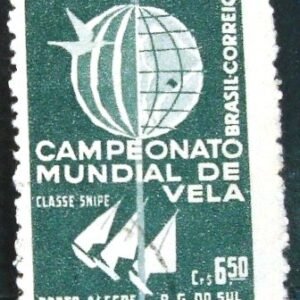 BRASIL·CORREIO
CAMPEONATO
MUNDIAL DE
VELA
CLASSE SNIPE
Cr$ 6,50
PORTO ALEGRE R. G. DO SUL